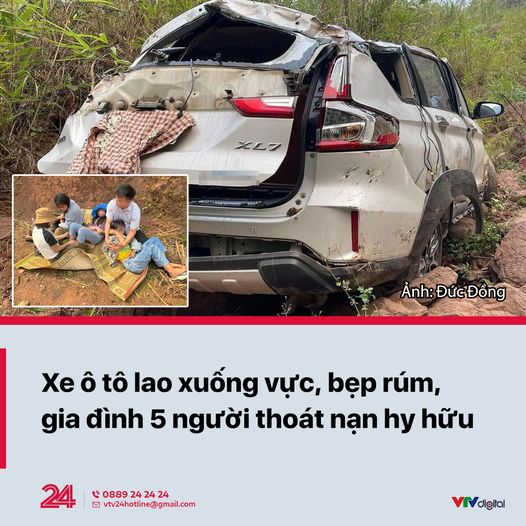 XL7
Ảnh: Đức Đồng
Xe ô tô lao xuống vực, bẹp rúm,
gia đình 5 người thoát nạn hy hữu
24
0889 24 24 24
vtv24hotline@gmail.com
VTVdigital